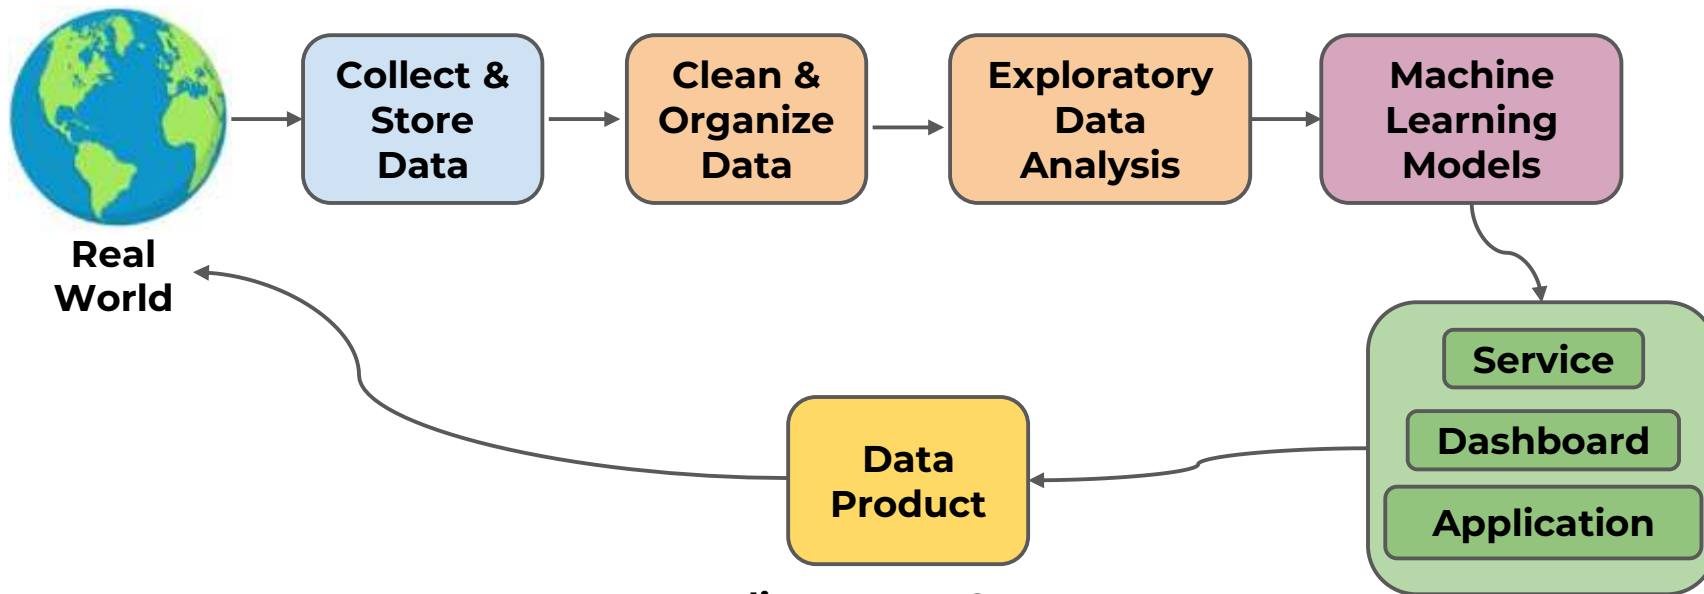 Collect &
Store
Data
Clean &
Organize
Data
Exploratory
Data
Analysis
Machine
Learning
Models
Real
World
Service
Dashboard
Application
Data
Product